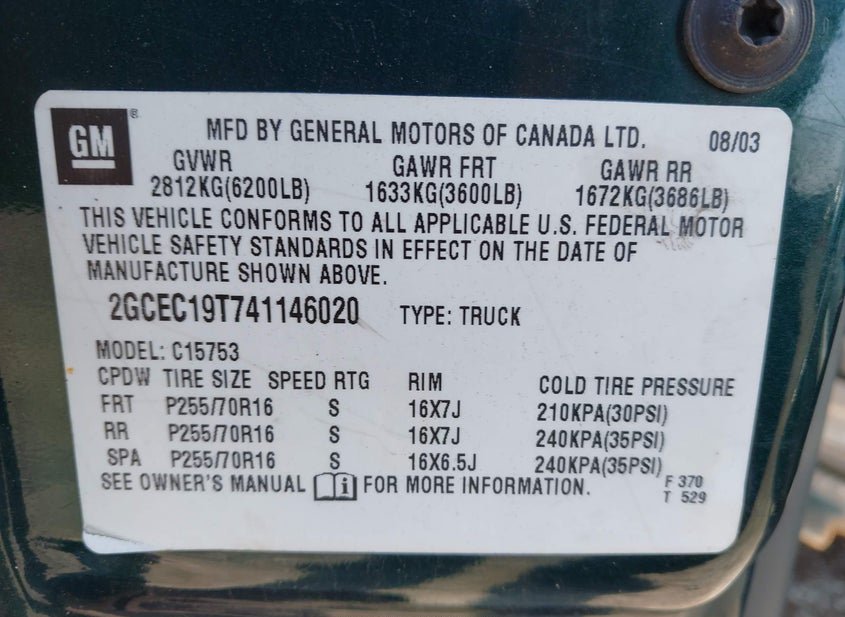 GM ®
MFD BY GENERAL MOTORS OF CANADA LTD. 08/03
GVWR GAWR FRT GAWR RR
2812KG(6200LB) 1633KG(3600LB) 1672KG(3686LB)
THIS VEHICLE CONFORMS TO ALL APPLICABLE U.S. FEDERAL MOTOR
VEHICLE SAFETY STANDARDS IN EFFECT ON THE DATE OF
MANUFACTURE SHOWN ABOVE.
2GCEC19T741146020 TYPE: TRUCK
MODEL: C15753
CPDW TIRE SIZE SPEED RTG RIM COLD TIRE PRESSURE
FRT P255/70R16 S 16X7J 210KPA(30PSI)
RR P255/70R16 S 16X7J 240KPA(35PSI)
SPA P255/70R16 S 16X6.5J 240KPA(35PSI)
SEE OWNER'S MANUAL i FOR MORE INFORMATION. F 370
T 529